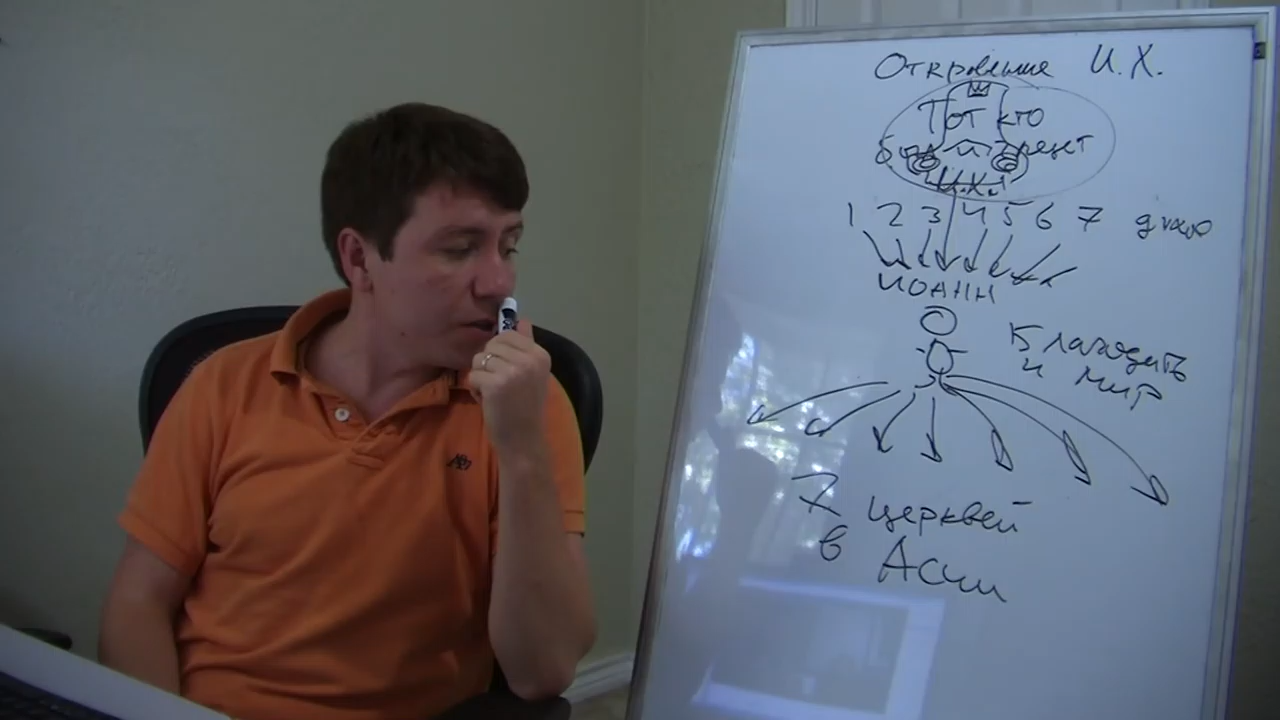 Откровение И.Х.
Тот кто
был и грядет
И.Х.
1 2 3 4 5 6 7 духов
ИОАНН
Благодать
и мир
7 церквей
в Асии